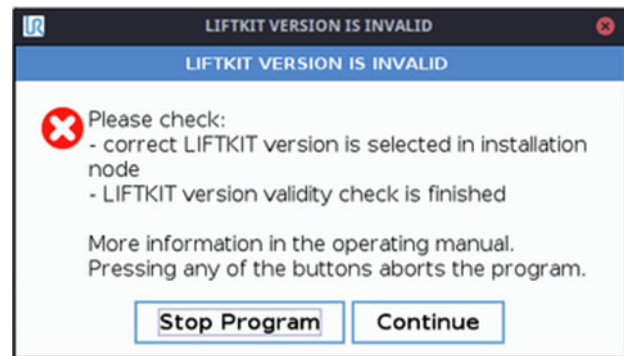 UR
LIFTKIT VERSION IS INVALID
LIFTKIT VERSION IS INVALID
Please check:
- correct LIFTKIT version is selected in installation
node
- LIFTKIT version validity check is finished
More information in the operating manual.
Pressing any of the buttons aborts the program.
Stop Program
Continue